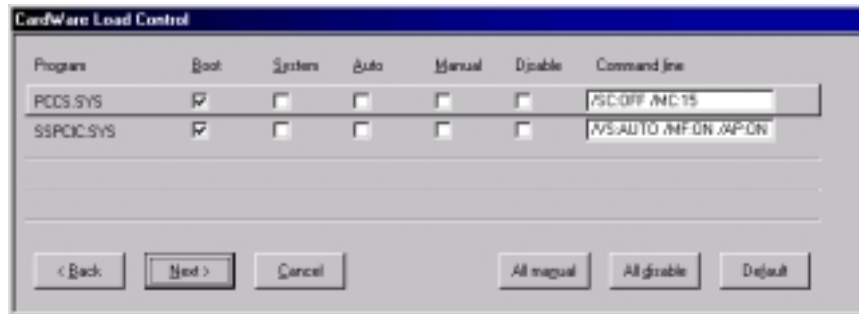 CardWare Load Control
Program Boot System Auto Manual Disable Command line
PCCS.SYS /SC:OFF /MC:15
SSPCIC.SYS /VS:AUTO /MF:ON /AP:ON
< Back Next > Cancel All manual All disable Default